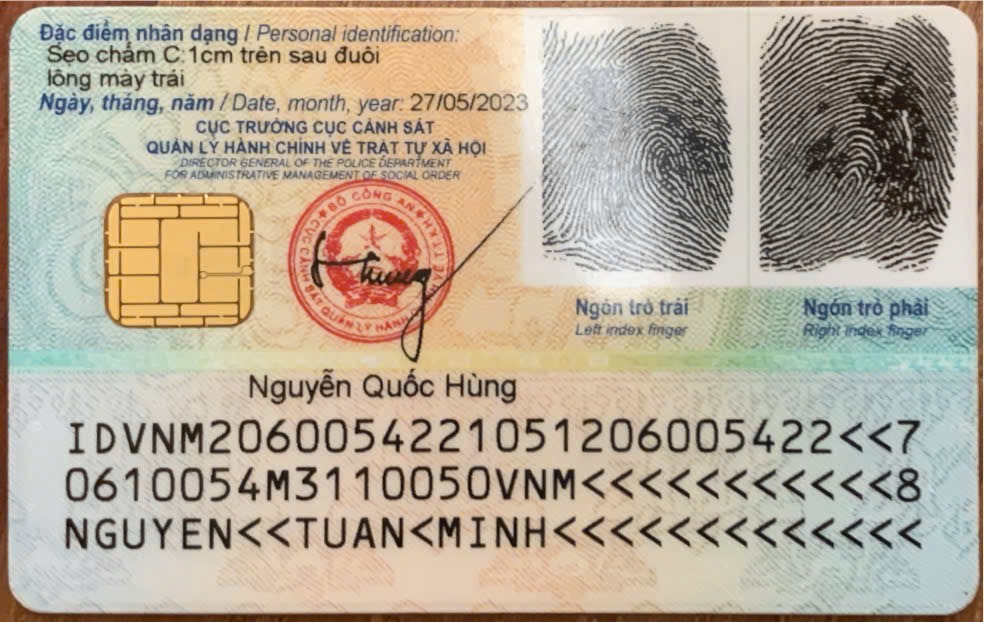 Đặc điểm nhân dạng / Personal identification:
Sẹo chấm C:1cm trên sau đuôi
lông mày trái
Ngày, tháng, năm / Date, month, year: 27/05/2023
CỤC TRƯỞNG CỤC CẢNH SÁT
QUẢN LÝ HÀNH CHÍNH VỀ TRẬT TỰ XÃ HỘI
DIRECTOR GENERAL OF THE POLICE DEPARTMENT
FOR ADMINISTRATIVE MANAGEMENT OF SOCIAL ORDER
BỘ CÔNG AN
CỤC CẢNH SÁT QUẢN LÝ HÀNH
Ngón trỏ trái
Left index finger
Ngón trỏ phải
Right index finger
Nguyễn Quốc Hùng
IDVNM2060054221051206005422<<7
0610054M3110050VNM<<<<<<<<<<<8
NGUYEN<<TUAN<MINH<<<<<<<<<<<<<